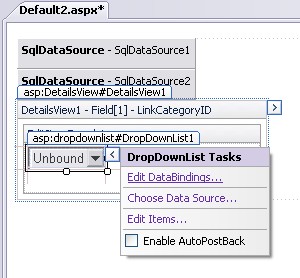 Default2.aspx*
SqlDataSource - SqlDataSource1
SqlDataSource - SqlDataSource2
asp:DetailsView#DetailsView1
DetailsView1 - Field[1] - LinkCategoryID
asp:dropdownlist#DropDownList1
Unbound
DropDownList Tasks
Edit DataBindings...
Choose Data Source...
Edit Items...
Enable AutoPostBack